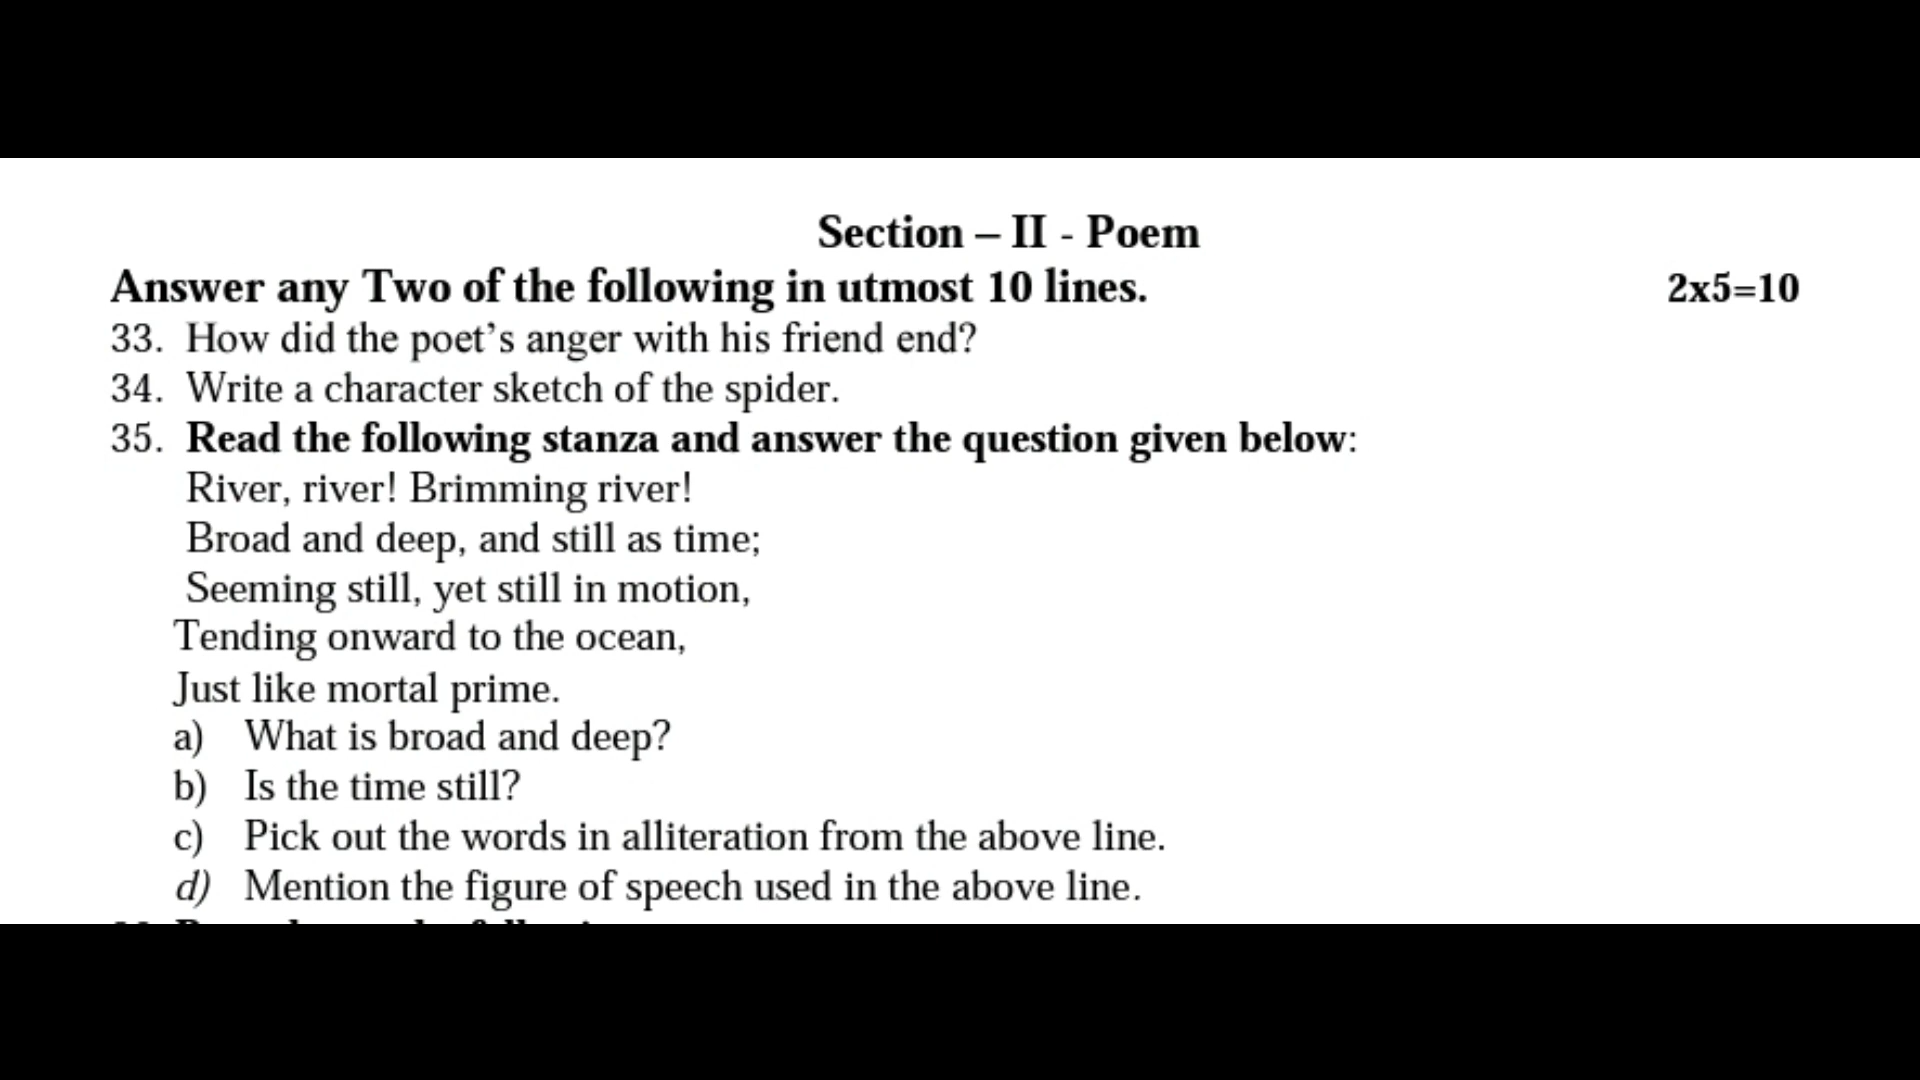 Section – II - Poem
Answer any Two of the following in utmost 10 lines. 2x5=10
33. How did the poet’s anger with his friend end?
34. Write a character sketch of the spider.
35. Read the following stanza and answer the question given below:
River, river! Brimming river!
Broad and deep, and still as time;
Seeming still, yet still in motion,
Tending onward to the ocean,
Just like mortal prime.
a) What is broad and deep?
b) Is the time still?
c) Pick out the words in alliteration from the above line.
d) Mention the figure of speech used in the above line.